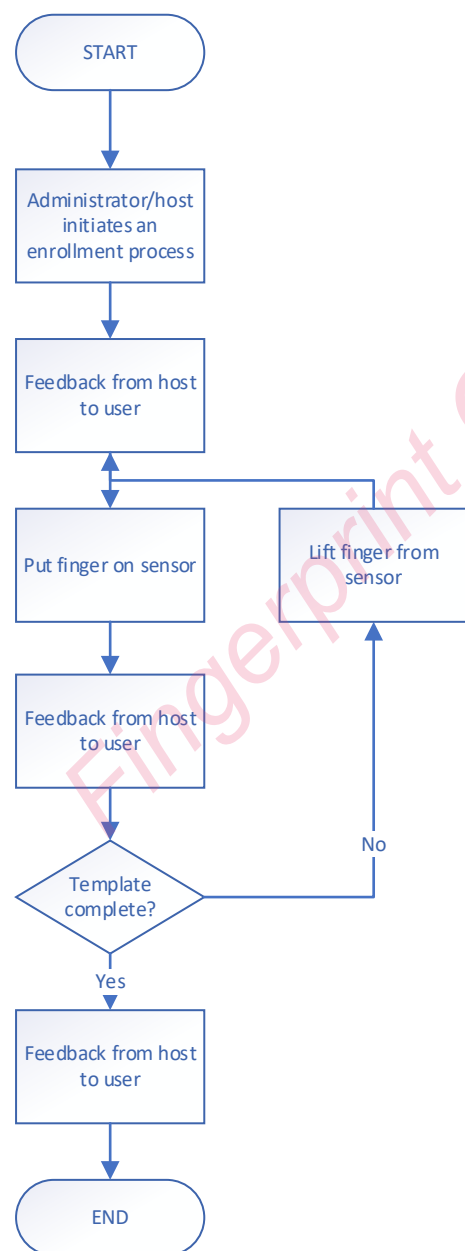 START
Administrator/host
initiates an
enrollment process
Feedback from host
to user
Put finger on sensor
Lift finger from
sensor
Feedback from host
to user
Template
complete?
No
Yes
Feedback from host
to user
END
Fingerprint